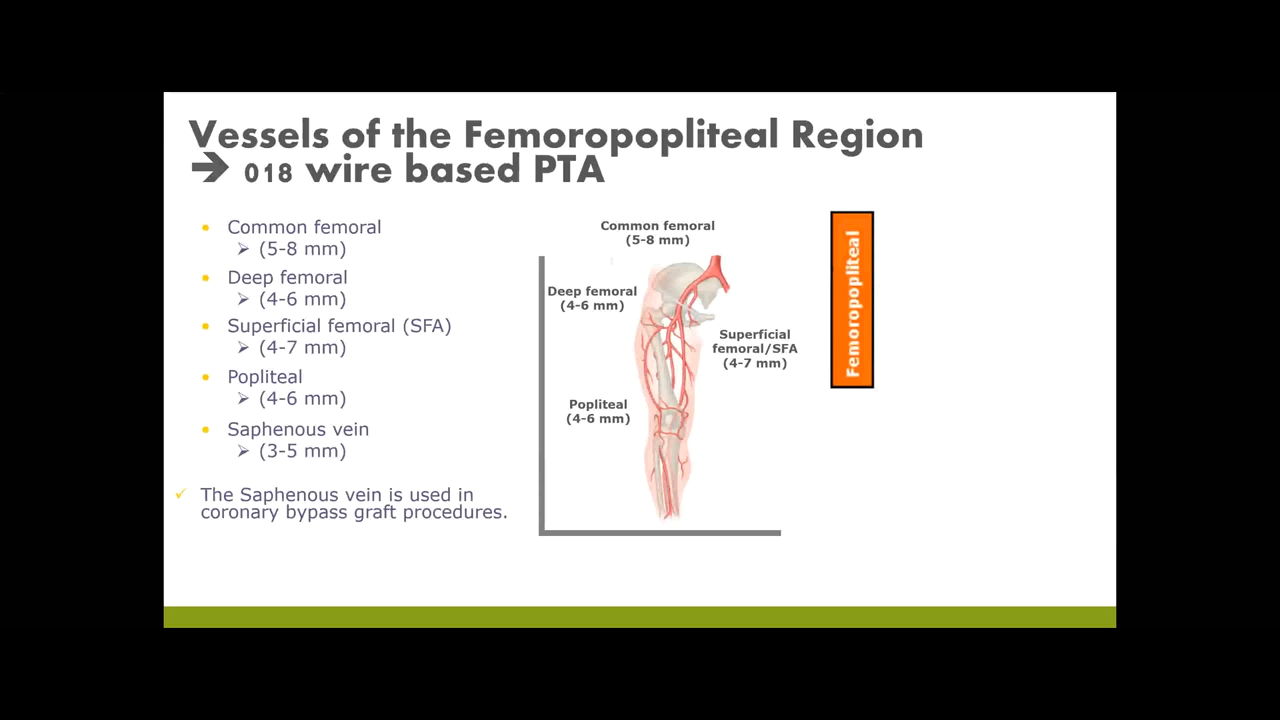 Vessels of the Femoropopliteal Region
➔ 018 wire based PTA
• Common femoral
➢ (5-8 mm)
• Deep femoral
➢ (4-6 mm)
• Superficial femoral (SFA)
➢ (4-7 mm)
• Popliteal
➢ (4-6 mm)
• Saphenous vein
➢ (3-5 mm)
✓ The Saphenous vein is used in
coronary bypass graft procedures.
Common femoral
(5-8 mm)
Deep femoral
(4-6 mm)
Superficial
femoral/SFA
(4-7 mm)
Popliteal
(4-6 mm)
Femoropopliteal